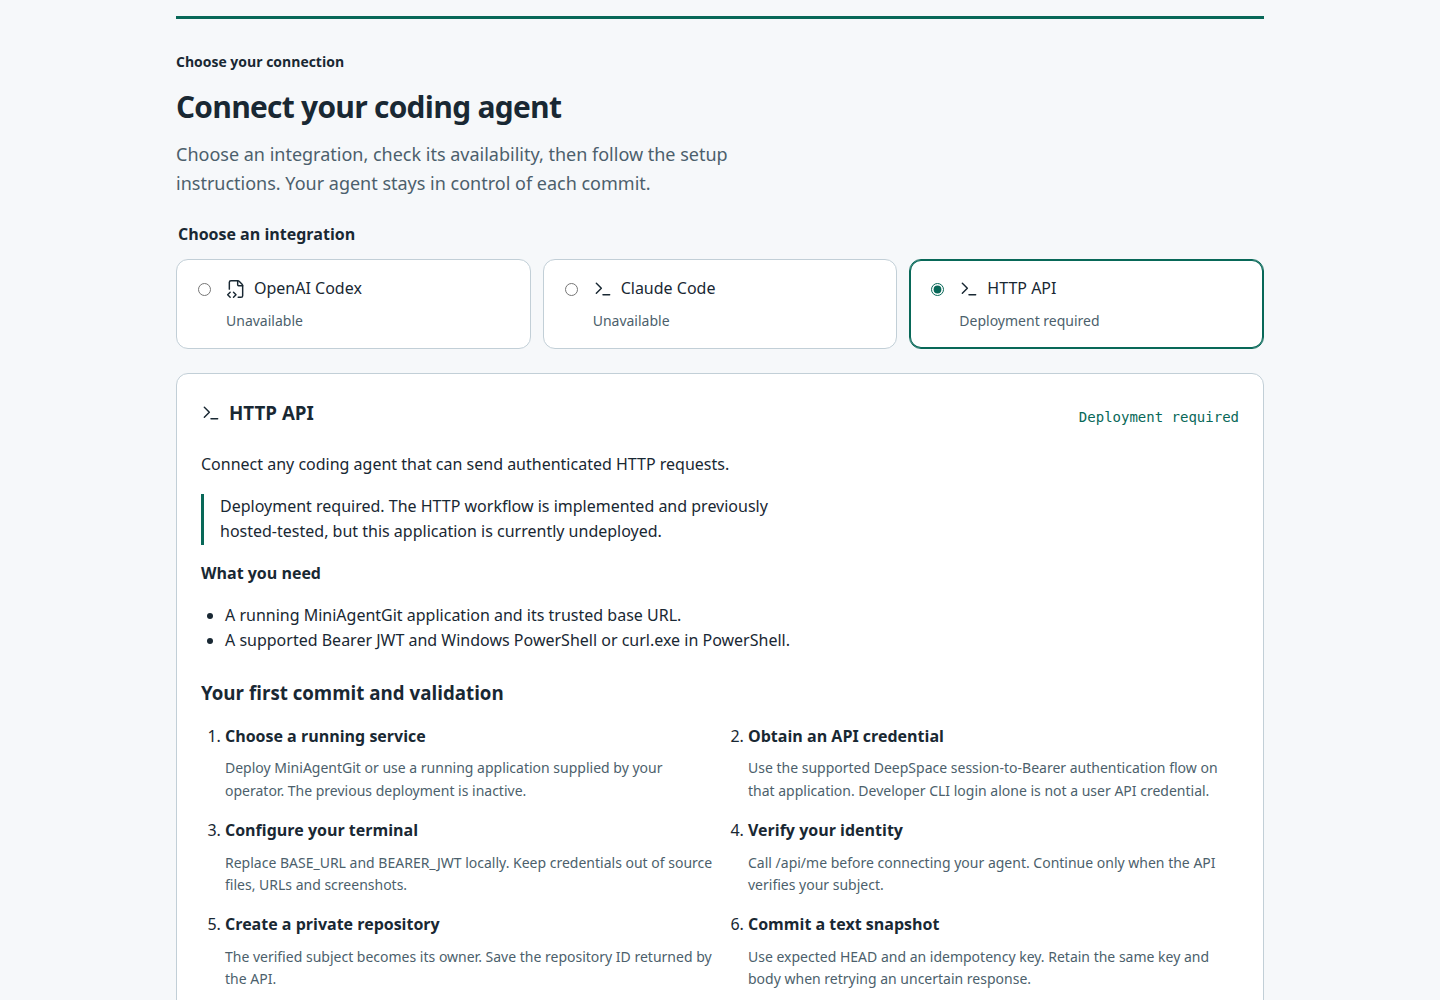 Choose your connection
Connect your coding agent
Choose an integration, check its availability, then follow the setup
instructions. Your agent stays in control of each commit.
Choose an integration
OpenAI Codex
Unavailable
Claude Code
Unavailable
HTTP API
Deployment required
HTTP API
Deployment required
Connect any coding agent that can send authenticated HTTP requests.
Deployment required. The HTTP workflow is implemented and previously
hosted-tested, but this application is currently undeployed.
What you need
• A running MiniAgentGit application and its trusted base URL.
• A supported Bearer JWT and Windows PowerShell or curl.exe in PowerShell.
Your first commit and validation
1. Choose a running service
Deploy MiniAgentGit or use a running application supplied by your
operator. The previous deployment is inactive.
2. Obtain an API credential
Use the supported DeepSpace session-to-Bearer authentication flow on
that application. Developer CLI login alone is not a user API credential.
3. Configure your terminal
Replace BASE_URL and BEARER_JWT locally. Keep credentials out of source
files, URLs and screenshots.
4. Verify your identity
Call /api/me before connecting your agent. Continue only when the API
verifies your subject.
5. Create a private repository
The verified subject becomes its owner. Save the repository ID returned by
the API.
6. Commit a text snapshot
Use expected HEAD and an idempotency key. Retain the same key and
body when retrying an uncertain response.